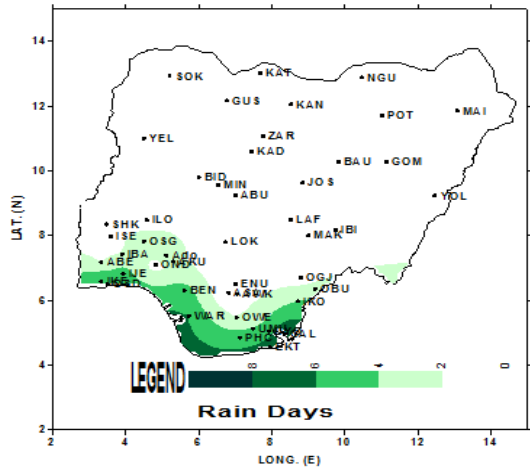 14
12
10
8
6
4
2
LAT. (N)
SOK
KAT
NGU
GUS
KAN
MAI
POT
ZAR
YEL
KAD
BAU
GOM
BID
MIN
JOS
ABU
YOL
SHK
ILO
LAF
IBI
ISE
MAK
OSG
LOK
IBA
ABE
OND
IJE
OGJ
ENU
OBU
BEN
IKO
WAR
OWE
PHC
EKT
LEGEND
8
6
4
2
0
Rain Days
2
4
6
8
10
12
14
LONG. (E)